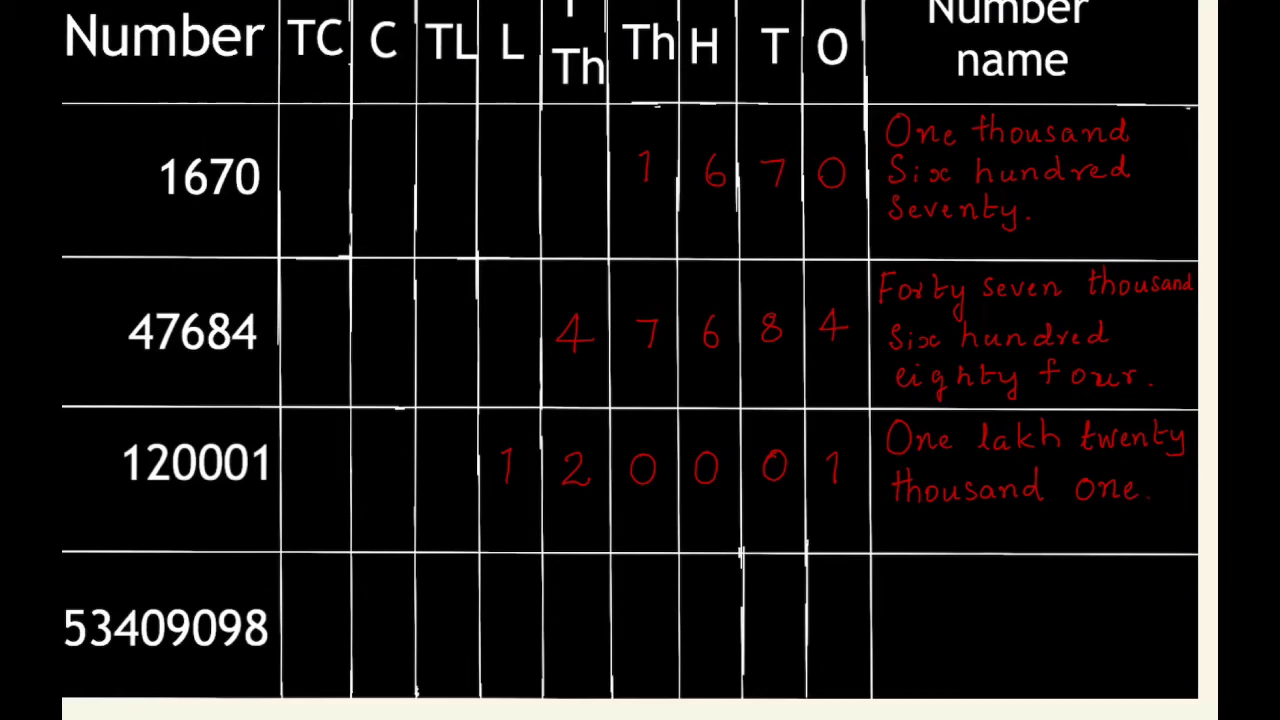 Number TC C TL L T Th Th H T O Number name
1670 1 6 7 0 One thousand
Six hundred
Seventy.
47684 4 7 6 8 4 Forty seven thousand
Six hundred
eighty four.
120001 1 2 0 0 0 1 One lakh twenty
thousand one.
53409098